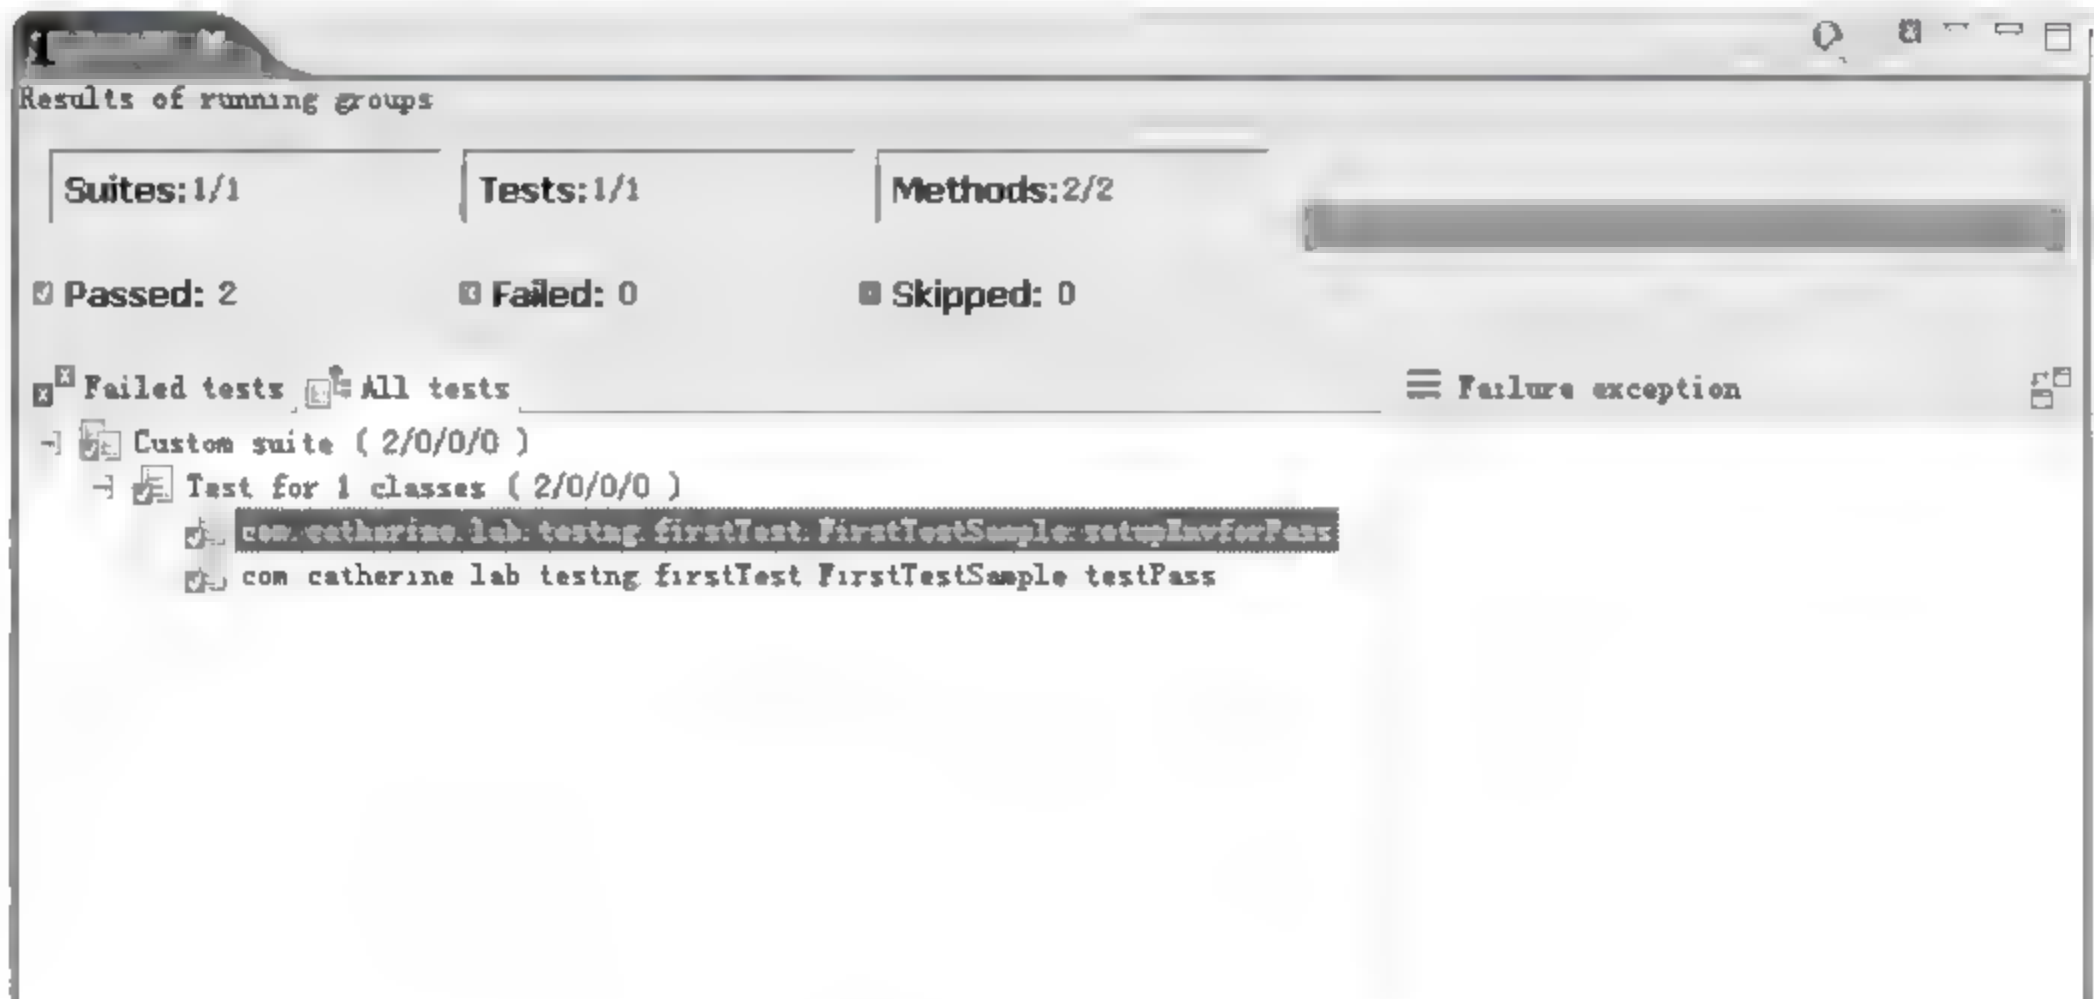 Results of running groups
Suites: 1/1 Tests: 1/1 Methods: 2/2
Passed: 2 Failed: 0 Skipped: 0
Failed tests All tests Failure exception
Custom suite ( 2/0/0/0 )
Test for 1 classes ( 2/0/0/0 )
com.catherine.lab.testng.firstTest.FirstTestSample.
com catherine lab testng firstTest FirstTestSample testPass